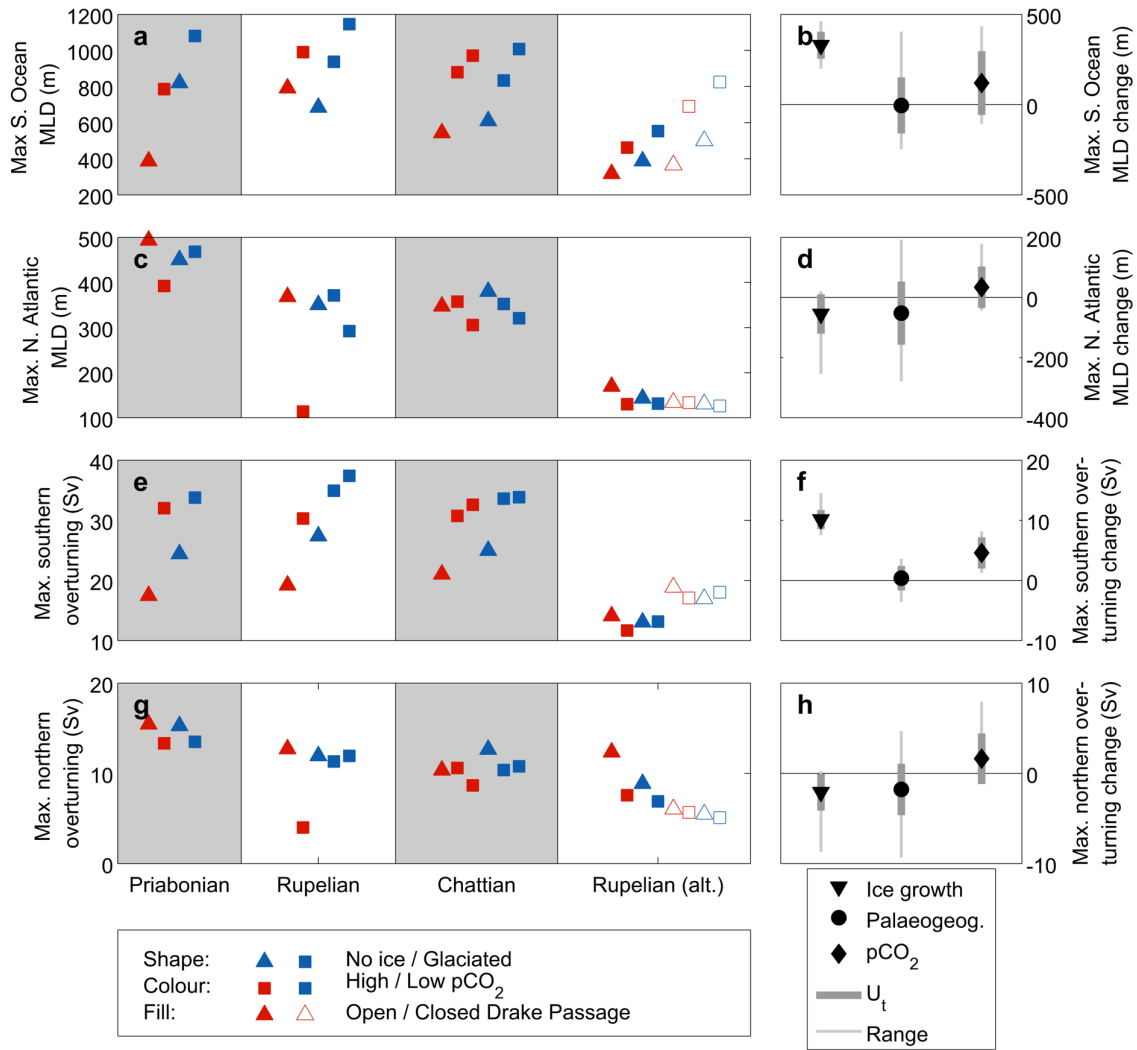 a
1200
1000
800
600
400
200
Max S. Ocean
MLD (m)
b
500
0
-500
Max. S. Ocean
MLD change (m)
c
500
400
300
200
100
Max. N. Atlantic
MLD (m)
d
200
0
-200
-400
Max. N. Atlantic
MLD change (m)
e
40
30
20
10
Max. southern
overturning (Sv)
f
20
10
0
-10
Max. southern over-
turning change (Sv)
g
20
10
0
Max. northern
overturning (Sv)
h
10
0
-10
Max. northern over-
turning change (Sv)
Priabonian Rupelian Chattian Rupelian (alt.)
Shape: No ice / Glaciated
Colour: High / Low pCO2
Fill: Open / Closed Drake Passage
Ice growth
Palaeogeog.
pCO2
Ut
Range